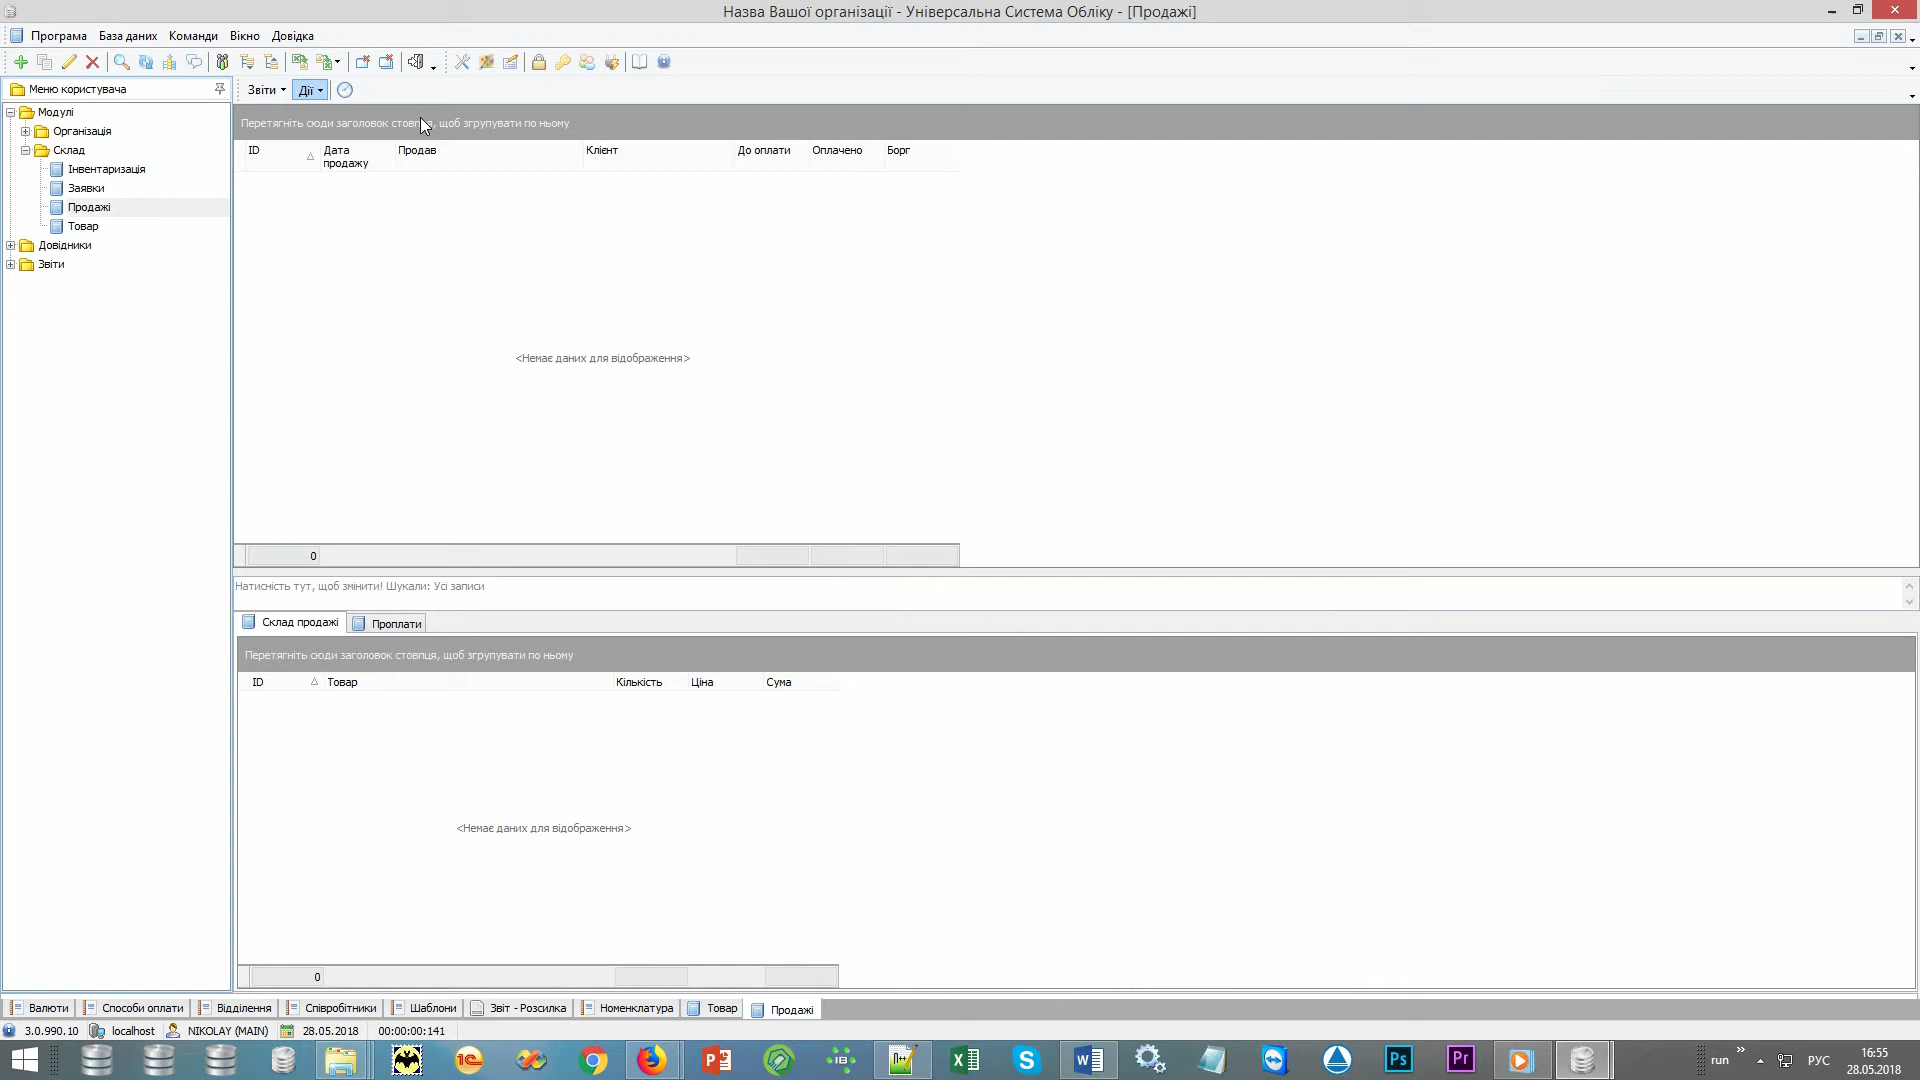 Назва Вашої організації - Універсальна Система Обліку - [Продажі]
Програма База даних Команди Вікно Довідка
Меню користувача
Звіти Дії
Модулі
Організація
Склад
Інвентаризація
Заявки
Продажі
Товар
Довідники
Звіти
Перетягніть сюди заголовок стовпця, щоб згрупувати по ньому
ID Дата продажу Продав Клієнт До оплати Оплачено Борг
<Немає даних для відображення>
0
Натисність тут, щоб змінити! Шукали: Усі записи
Склад продажі Проплати
Перетягніть сюди заголовок стовпця, щоб згрупувати по ньому
ID Товар Кількість Ціна Сума
<Немає даних для відображення>
0
Валюти Способи оплати Відділення Співробітники Шаблони Звіт - Розсилка Номенклатура Товар Продажі
3.0.990.10 localhost NIKOLAY (MAIN) 28.05.2018 00:00:00:141
run РУС 16:55
28.05.2018